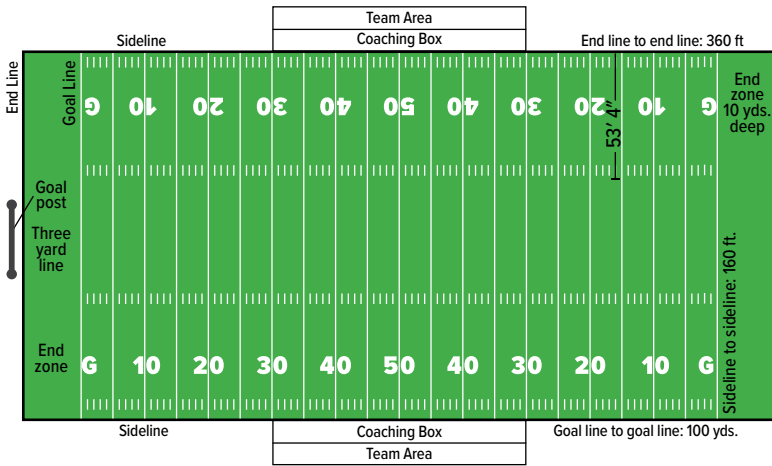 Team Area
Sideline
Coaching Box
End line to end line: 360 ft
End Line
Goal Line
G 10 20 30 40 50 40 30 20 10 G
53' 4"
End
zone
10 yds.
deep
Goal
post
Three
yard
line
Sideline to sideline: 160 ft.
End
zone
G 10 20 30 40 50 40 30 20 10 G
Sideline
Coaching Box
Goal line to goal line: 100 yds.
Team Area